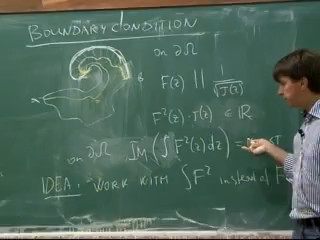 BOUNDARY CONDITION
on ∂Ω
F(z) || 1/√τ(z)
F²(z)·τ(z) ∈ ℝ
on ∂Ω Im(∫F²(z)dz) =
IDEA: WORK WITH ∫F² instead of F